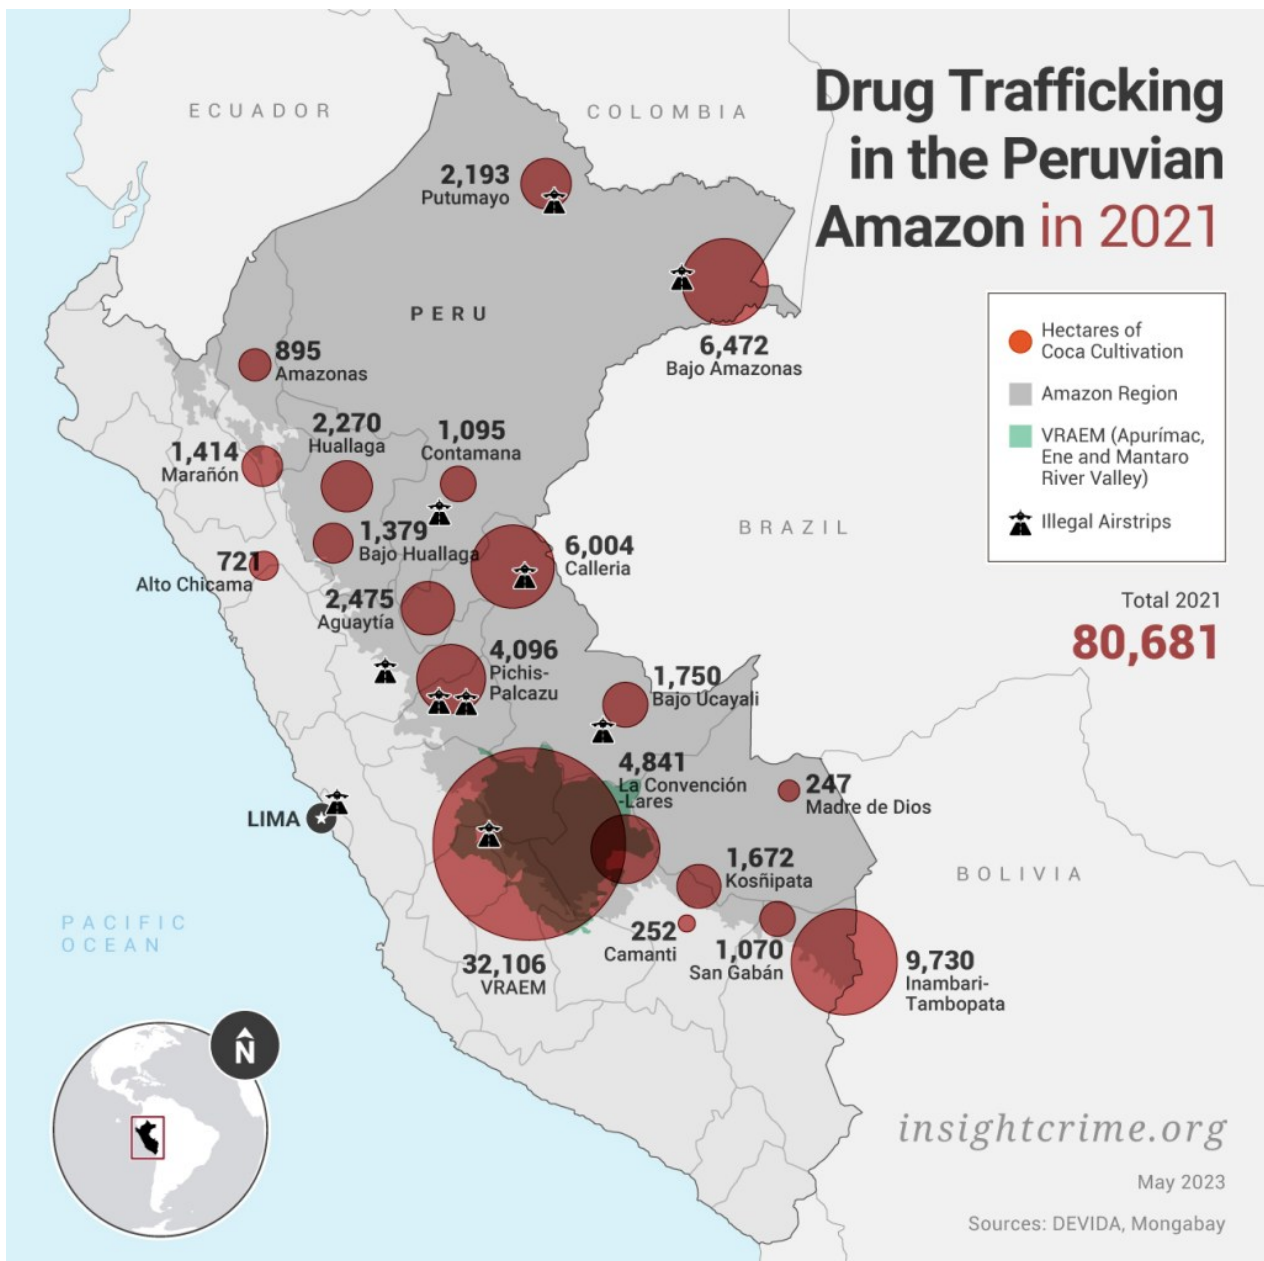 Drug Trafficking
in the Peruvian
Amazon in 2021
ECUADOR
COLOMBIA
2,193
Putumayo
PERU
6,472
Bajo Amazonas
895
Amazonas
2,270
Huallaga
1,095
Contamana
1,414
Marañón
1,379
Bajo Huallaga
721
Alto Chicama
6,004
Calleria
BRAZIL
2,475
Aguaytía
4,096
Pichis-
Palcazu
1,750
Bajo Ucayali
4,841
La Convención
-Lares
247
Madre de Dios
LIMA
1,672
Kosñipata
BOLIVIA
252
Camanti
1,070
San Gabán
32,106
VRAEM
9,730
Inambari-
Tambopata
PACIFIC
OCEAN
N
Hectares of
Coca Cultivation
Amazon Region
VRAEM (Apurímac,
Ene and Mantaro
River Valley)
Illegal Airstrips
Total 2021
80,681
insightcrime.org
May 2023
Sources: DEVIDA, Mongabay